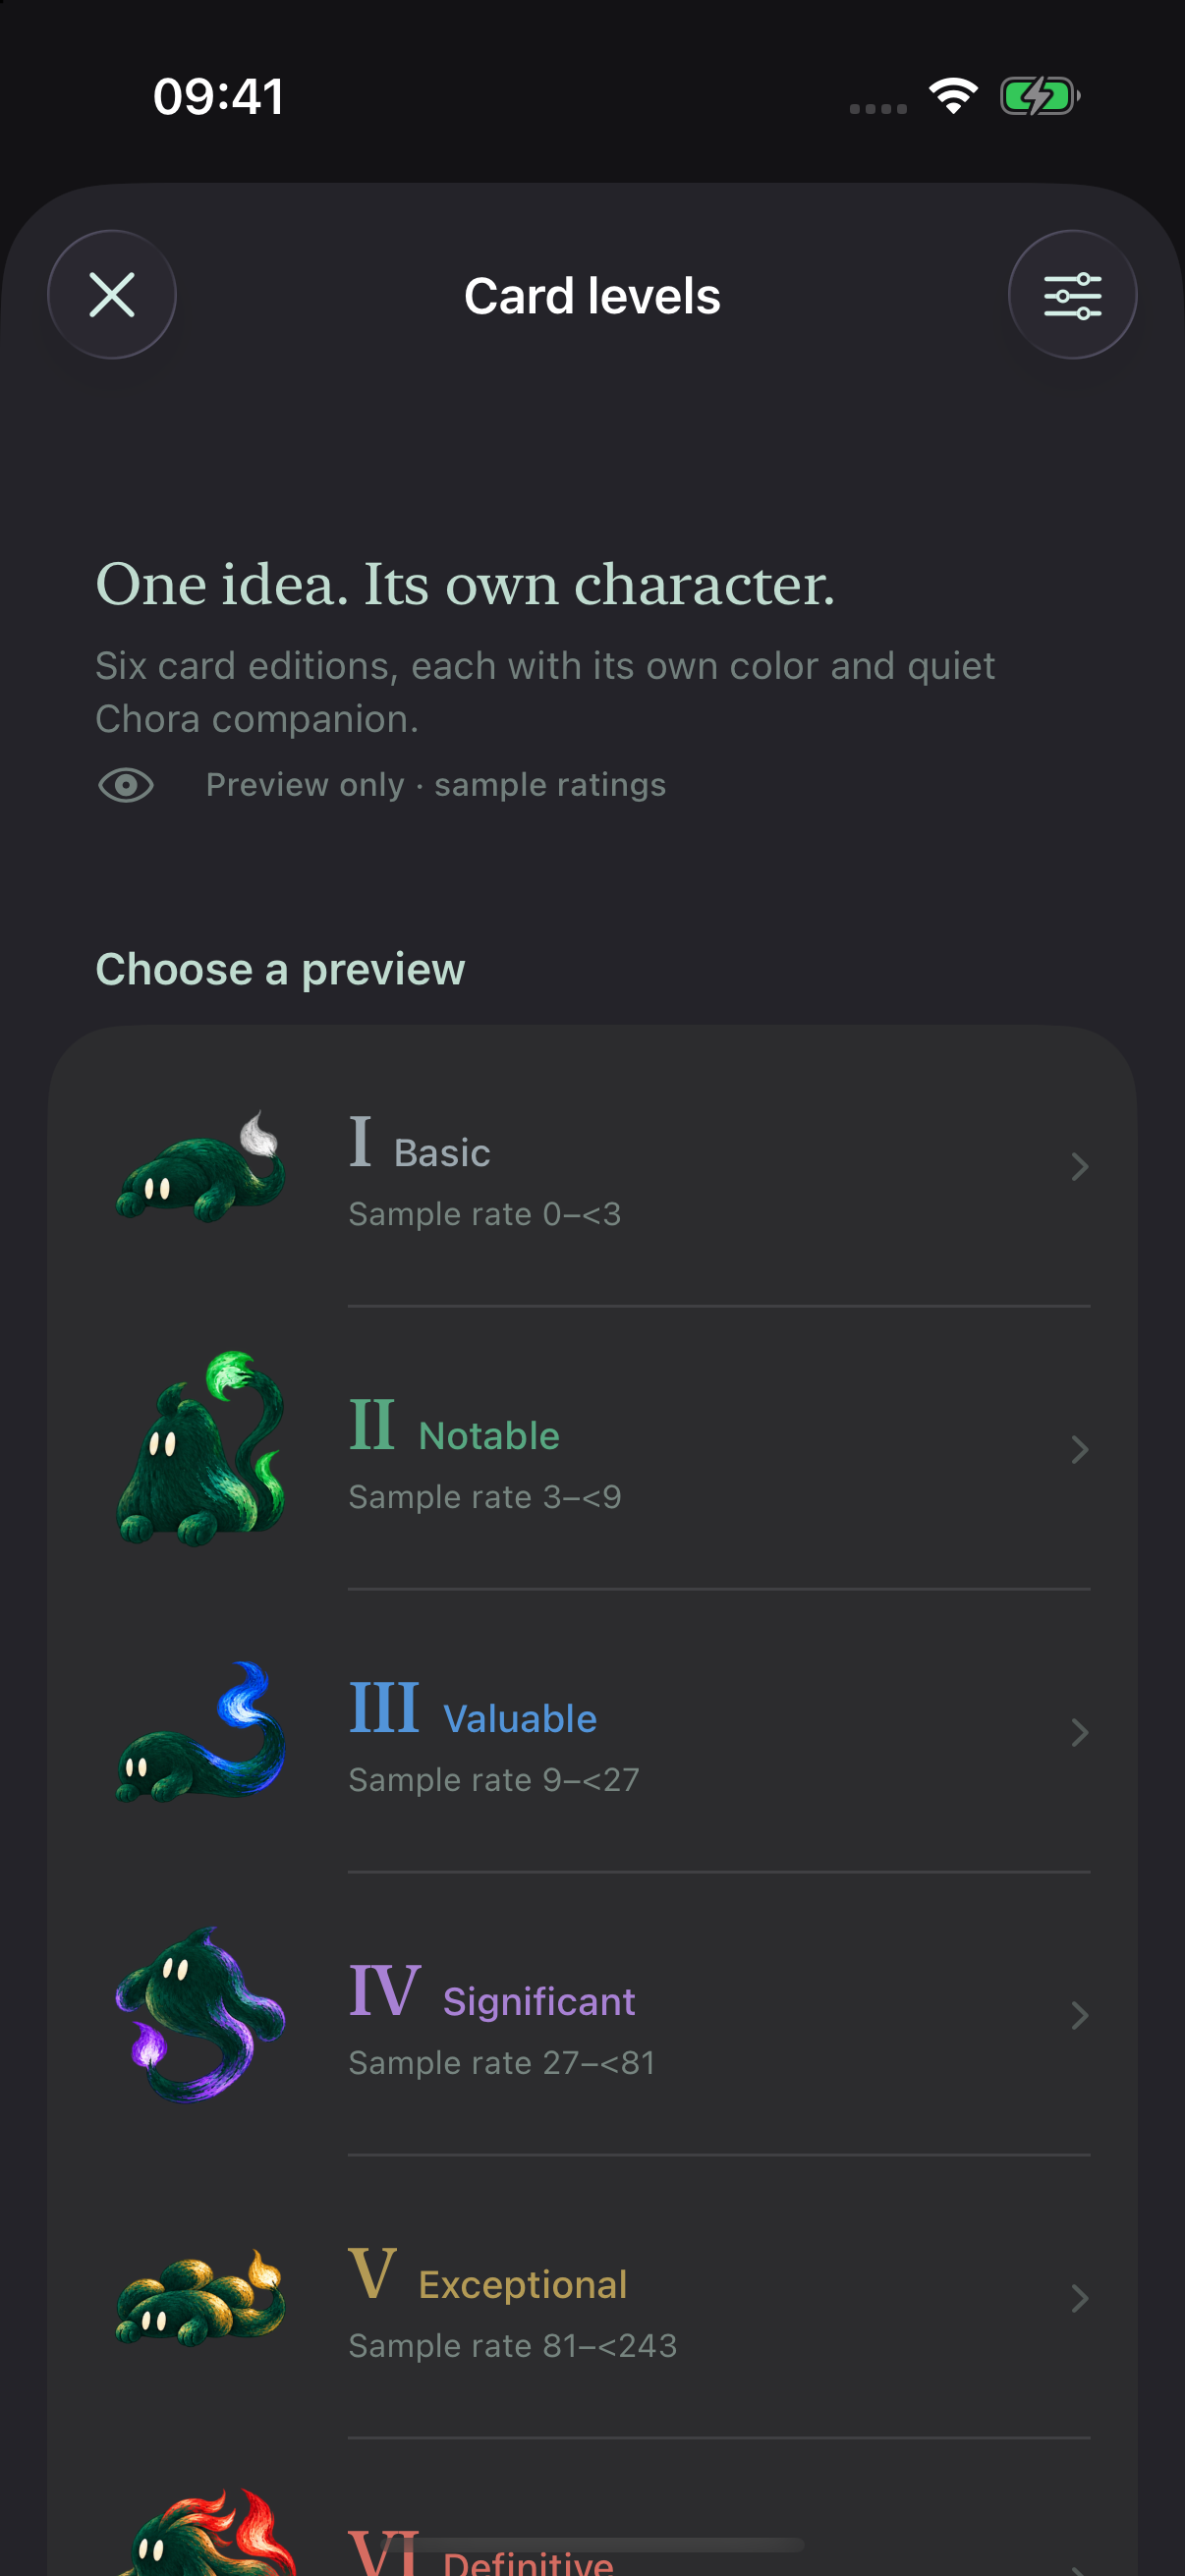 09:41
Card levels
One idea. Its own character.
Six card editions, each with its own color and quiet
Chora companion.
Preview only · sample ratings
Choose a preview
I Basic
Sample rate 0–<3
II Notable
Sample rate 3–<9
III Valuable
Sample rate 9–<27
IV Significant
Sample rate 27–<81
V Exceptional
Sample rate 81–<243
VI Definitive